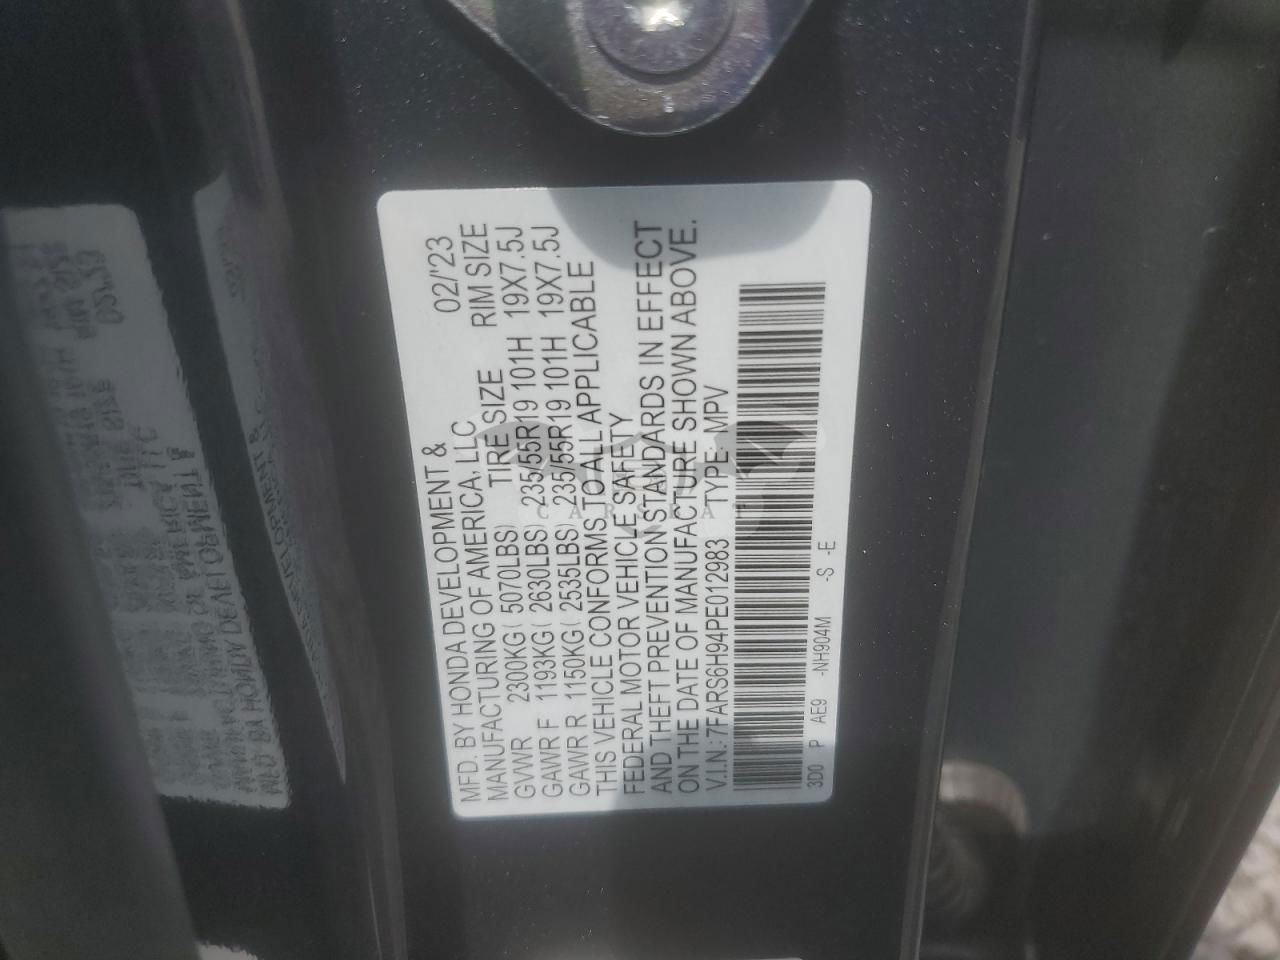 MFD. BY HONDA DEVELOPMENT & 02/'23
MANUFACTURING OF AMERICA, LLC
GVWR 2300KG( 5070LBS) TIRE SIZE RIM SIZE
GAWR F 1193KG( 2630LBS) 235/55R19 101H 19X7.5J
GAWR R 1150KG( 2535LBS) 235/55R19 101H 19X7.5J
THIS VEHICLE CONFORMS TO ALL APPLICABLE
FEDERAL MOTOR VEHICLE SAFETY
AND THEFT PREVENTION STANDARDS IN EFFECT
ON THE DATE OF MANUFACTURE SHOWN ABOVE.
V.I.N.: 7FARS6H94PE012983 TYPE: MPV
3D0 P AE9 -NH904M -S -E